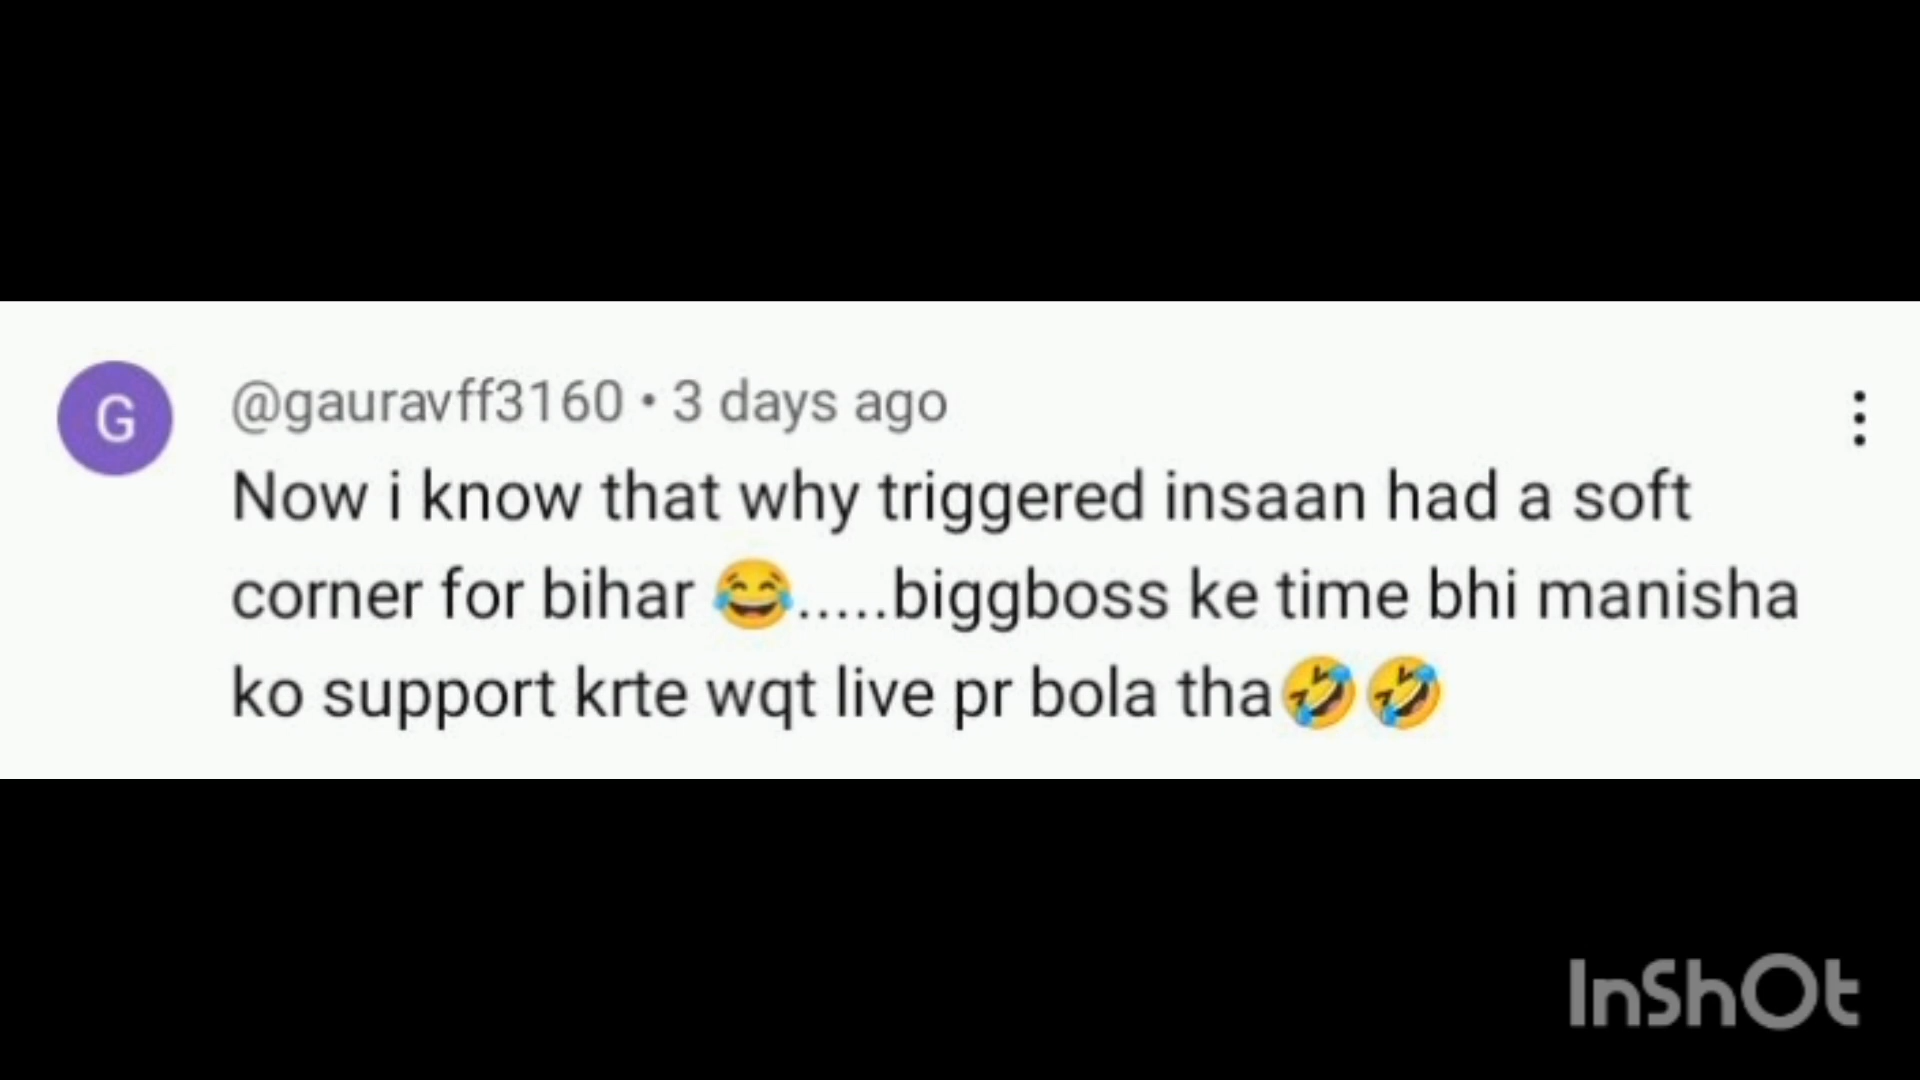 G
@gauravff3160 • 3 days ago
Now i know that why triggered insaan had a soft
corner for bihar 😂.....biggboss ke time bhi manisha
ko support krte wqt live pr bola tha🤣🤣
InShOt